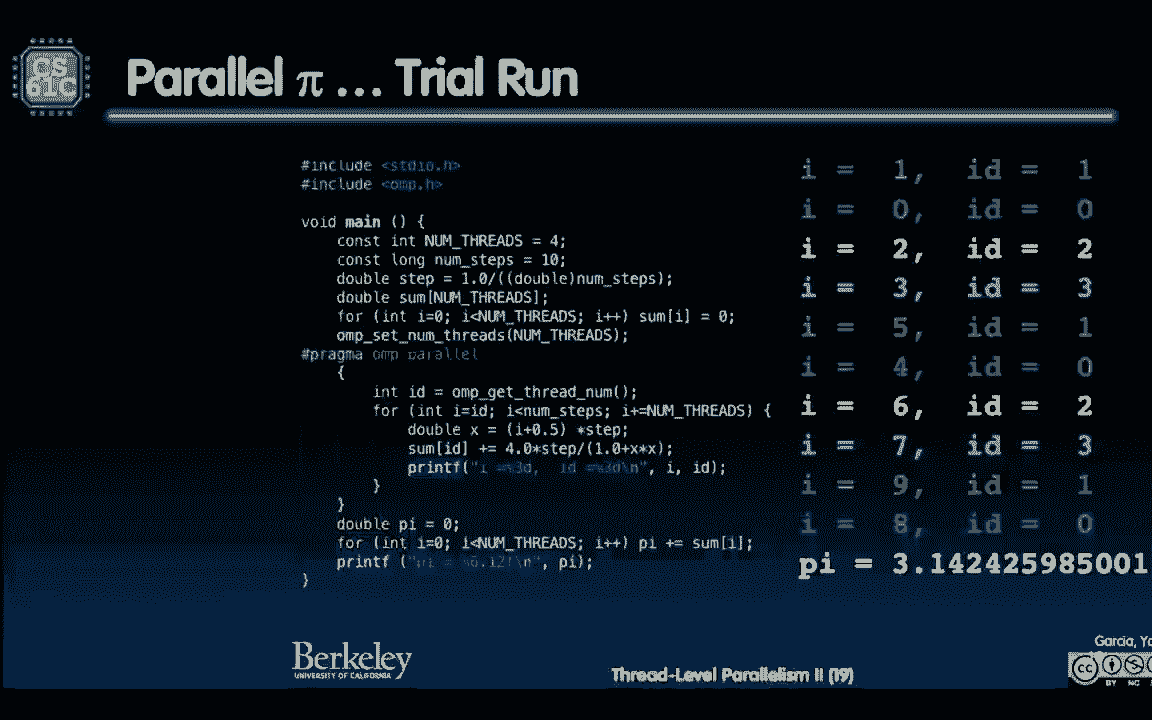 CS
61C
Parallel π ... Trial Run
#include <stdio.h>
#include <omp.h>
void main () {
const int NUM_THREADS = 4;
const long num_steps = 10;
double step = 1.0/((double)num_steps);
double sum[NUM_THREADS];
for (int i=0; i<NUM_THREADS; i++) sum[i] = 0;
omp_set_num_threads(NUM_THREADS);
#pragma omp parallel
{
int id = omp_get_thread_num();
for (int i=id; i<num_steps; i+=NUM_THREADS) {
double x = (i+0.5) *step;
sum[id] += 4.0*step/(1.0+x*x);
printf("i =%3d, id =%3d\n", i, id);
}
}
double pi = 0;
for (int i=0; i<NUM_THREADS; i++) pi += sum[i];
printf ("pi = %6.12f\n", pi);
}
i = 1, id = 1
i = 0, id = 0
i = 2, id = 2
i = 3, id = 3
i = 5, id = 1
i = 4, id = 0
i = 6, id = 2
i = 7, id = 3
i = 9, id = 1
i = 8, id = 0
pi = 3.142425985001
Berkeley
UNIVERSITY OF CALIFORNIA
Thread-Level Parallelism II (19)
Garcia,
cc
BY NC